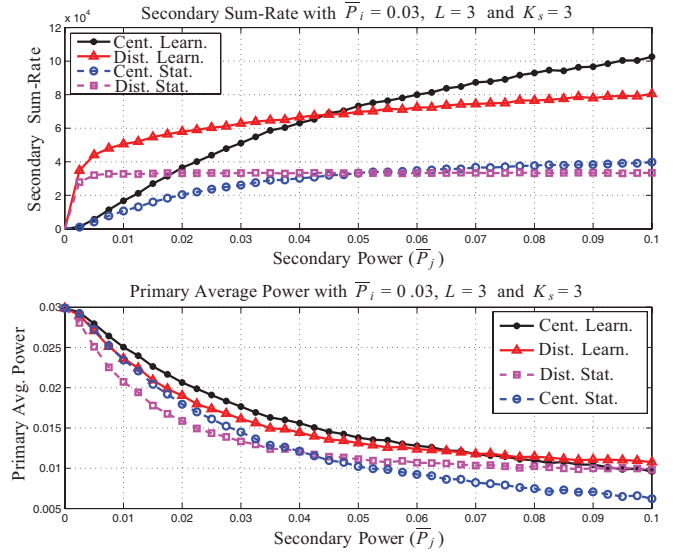 Secondary Sum-Rate with P̅ᵢ = 0.03, L = 3 and Kₛ = 3
x 10⁴
12
10
8
6
4
2
0
Secondary Sum-Rate
Cent. Learn.
Dist. Learn.
Cent. Stat.
Dist. Stat.
0 0.01 0.02 0.03 0.04 0.05 0.06 0.07 0.08 0.09 0.1
Secondary Power (P̅ⱼ)
Primary Average Power with P̅ᵢ = 0.03, L = 3 and Kₛ = 3
0.03
0.025
0.02
0.015
0.01
0.005
Primary Avg. Power
Cent. Learn.
Dist. Learn.
Dist. Stat.
Cent. Stat.
0 0.01 0.02 0.03 0.04 0.05 0.06 0.07 0.08 0.09 0.1
Secondary Power (P̅ⱼ)